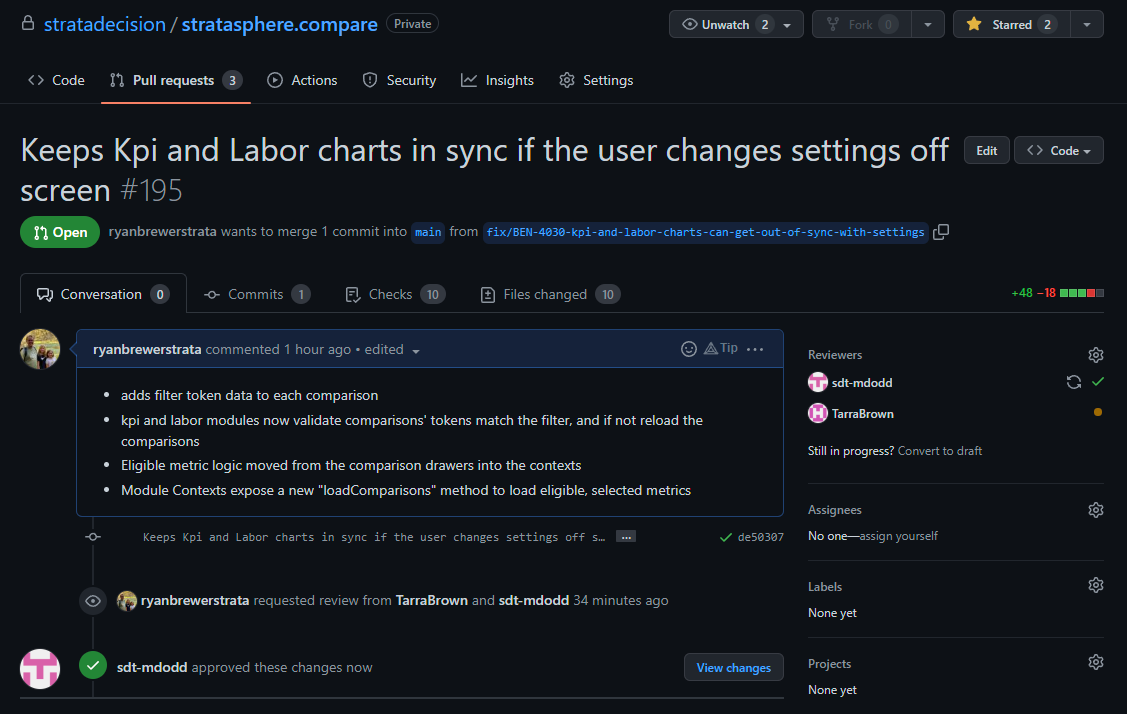 stratadecision / stratasphere.compare Private
Unwatch 2 Fork 0 Starred 2
Code Pull requests 3 Actions Security Insights Settings
Keeps Kpi and Labor charts in sync if the user changes settings off
screen #195
Edit Code
Open ryanbrewerstrata wants to merge 1 commit into main from fix/BEN-4030-kpi-and-labor-charts-can-get-out-of-sync-with-settings
Conversation 0 Commits 1 Checks 10 Files changed 10
+48 −18
ryanbrewerstrata commented 1 hour ago • edited
Tip
• adds filter token data to each comparison
• kpi and labor modules now validate comparisons' tokens match the filter, and if not reload the
comparisons
• Eligible metric logic moved from the comparison drawers into the contexts
• Module Contexts expose a new "loadComparisons" method to load eligible, selected metrics
Keeps Kpi and Labor charts in sync if the user changes settings off s… ... de50307
ryanbrewerstrata requested review from TarraBrown and sdt-mdodd 34 minutes ago
sdt-mdodd approved these changes now
View changes
Reviewers
sdt-mdodd
TarraBrown
Still in progress? Convert to draft
Assignees
No one—assign yourself
Labels
None yet
Projects
None yet